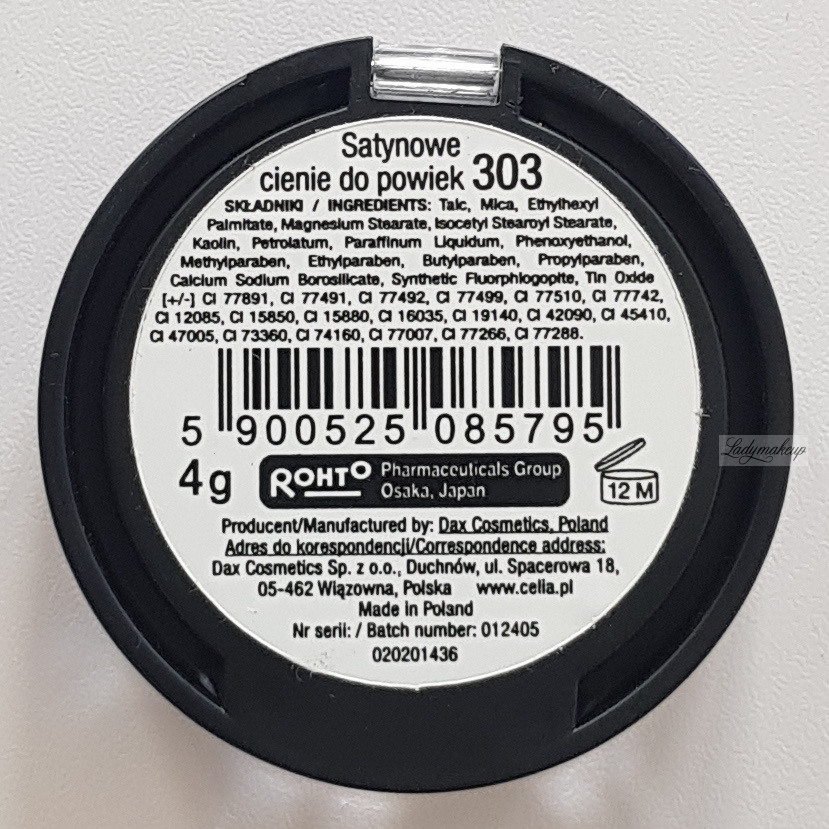 Satynowe
cienie do powiek 303
SKŁADNIKI / INGREDIENTS: Talc, Mica, Ethylhexyl
Palmitate, Magnesium Stearate, Isocetyl Stearoyl Stearate,
Kaolin, Petrolatum, Paraffinum Liquidum, Phenoxyethanol,
Methylparaben, Ethylparaben, Butylparaben, Propylparaben,
Calcium Sodium Borosilicate, Synthetic Fluorphlogopite, Tin Oxide
[+/-] CI 77891, CI 77491, CI 77492, CI 77499, CI 77510, CI 77742,
CI 12085, CI 15850, CI 15880, CI 16035, CI 19140, CI 42090, CI 45410,
CI 47005, CI 73360, CI 74160, CI 77007, CI 77266, CI 77288.
5 900525 085795
4g ROHTO Pharmaceuticals Group
Osaka, Japan
12 M
Ladymakeup
Producent/Manufactured by: Dax Cosmetics, Poland
Adres do korespondencji/Correspondence address:
Dax Cosmetics Sp. z o.o., Duchnów, ul. Spacerowa 18,
05-462 Wiązowna, Polska www.celia.pl
Made in Poland
Nr serii: / Batch number: 012405
020201436